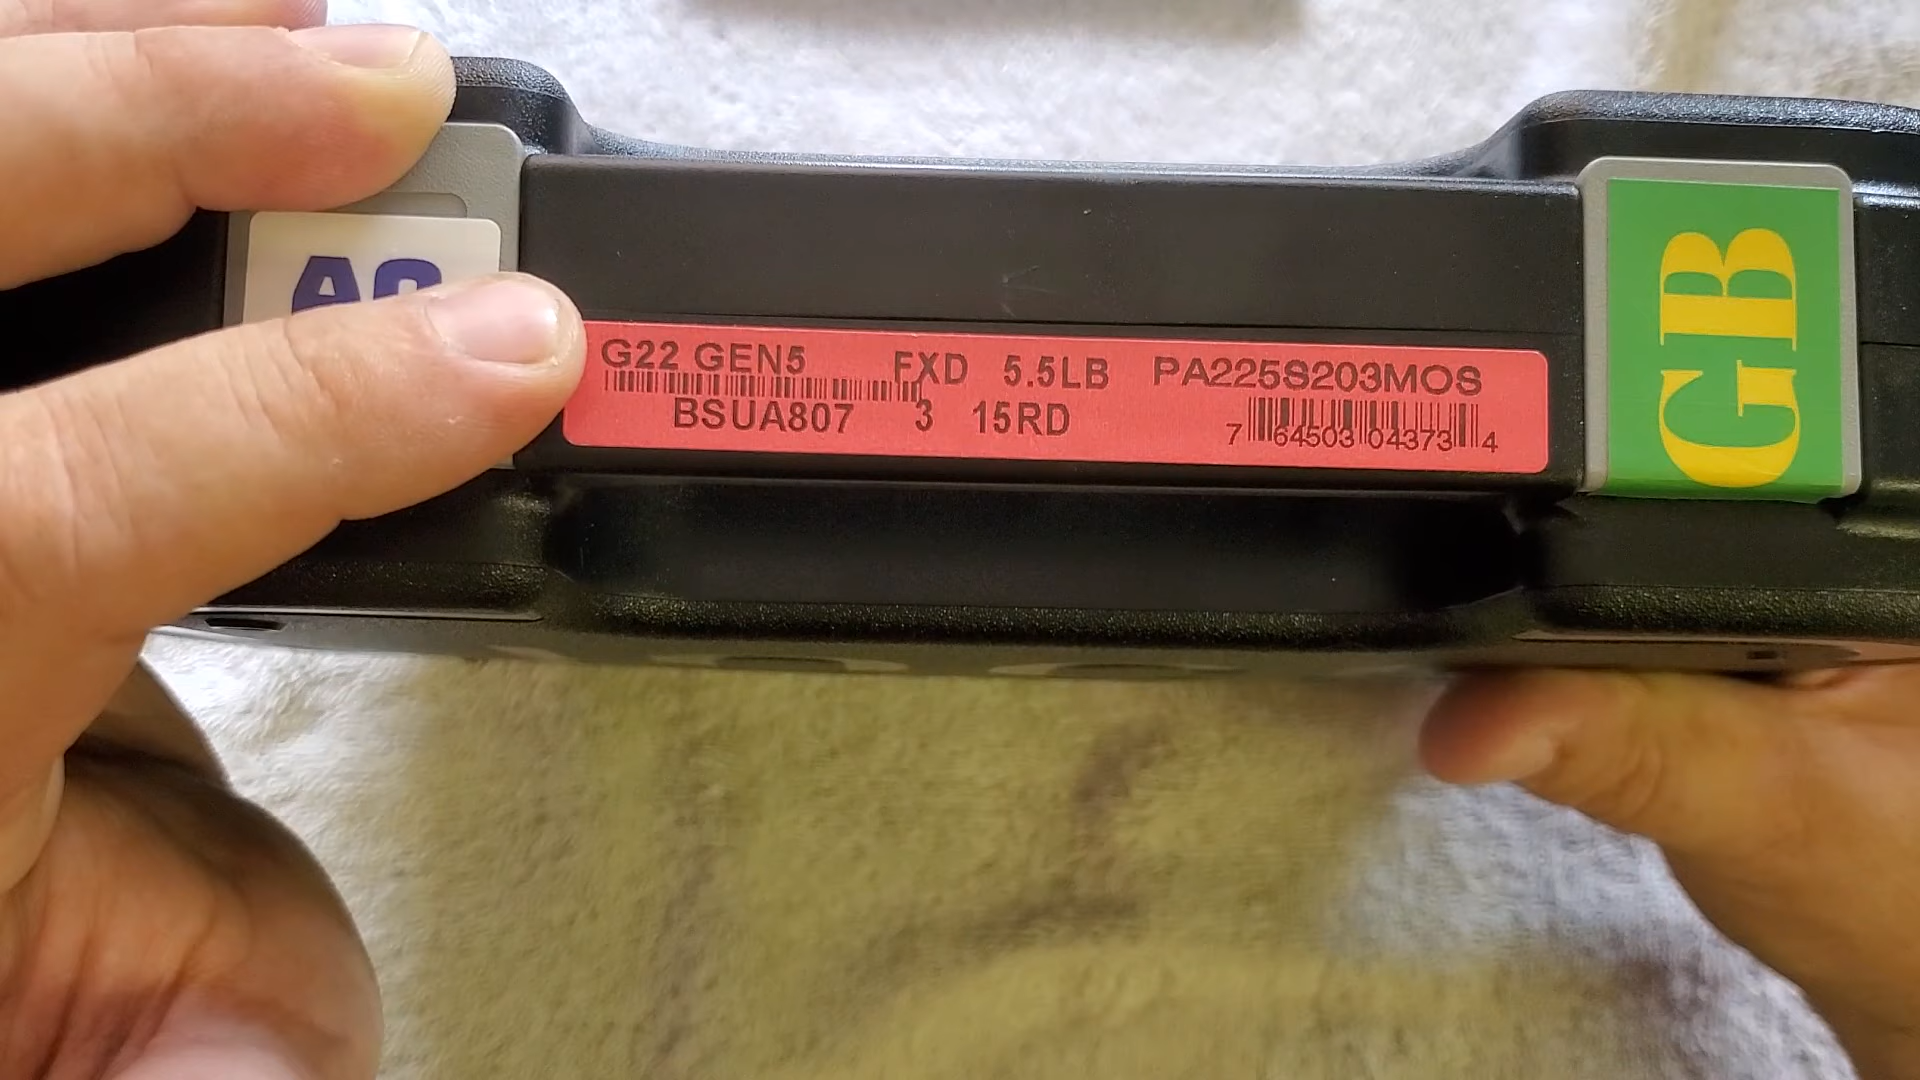 G22 GEN5 FXD 5.5LB PA225S203MOS
BSUA807 3 15RD
7 64503 04373 4
GB